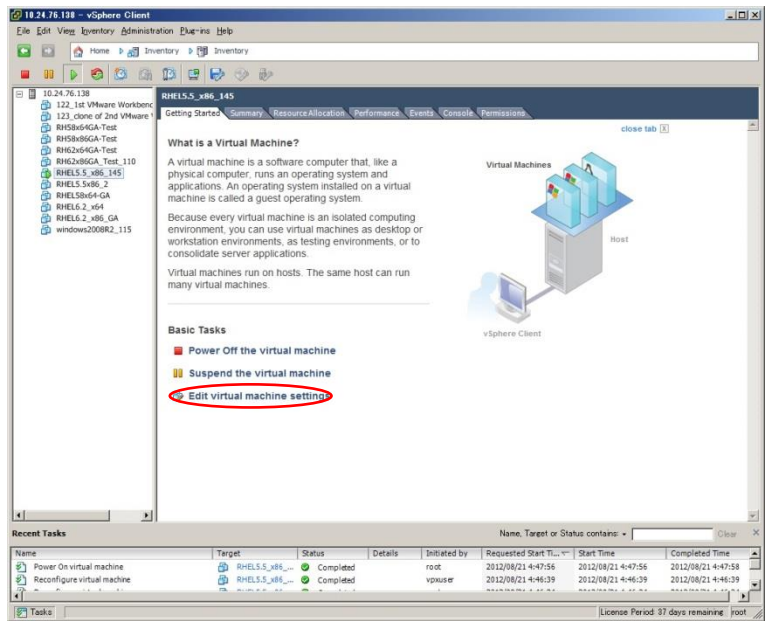 10.24.76.138 - vSphere Client
File Edit View Inventory Administration Plug-ins Help
Home Inventory Inventory
10.24.76.138
122_1st VMware Workbenc
123_clone of 2nd VMware
RH58x64GA-Test
RH58x86GA-Test
RH62x64GA-Test
RH62x86GA_Test_110
RHEL5.5_x86_145
RHEL5.5x86_2
RHEL58x64-GA
RHEL6.2_x64
RHEL6.2_x86_GA
windows2008R2_115
RHEL5.5_x86_145
Getting Started Summary Resource Allocation Performance Events Console Permissions
close tab
What is a Virtual Machine?
A virtual machine is a software computer that, like a
physical computer, runs an operating system and
applications. An operating system installed on a virtual
machine is called a guest operating system.
Because every virtual machine is an isolated computing
environment, you can use virtual machines as desktop or
workstation environments, as testing environments, or to
consolidate server applications.
Virtual machines run on hosts. The same host can run
many virtual machines.
Virtual Machines
Host
vSphere Client
Basic Tasks
Power Off the virtual machine
Suspend the virtual machine
Edit virtual machine settings
Recent Tasks
Name, Target or Status contains: Clear
Name Target Status Details Initiated by Requested Start Ti... Start Time Completed Time
Power On virtual machine RHEL5.5_x86_... Completed root 2012/08/21 4:47:56 2012/08/21 4:47:56 2012/08/21 4:47:58
Reconfigure virtual machine RHEL5.5_x86_... Completed vpxuser 2012/08/21 4:46:39 2012/08/21 4:46:39 2012/08/21 4:46:39
Tasks License Period: 37 days remaining root